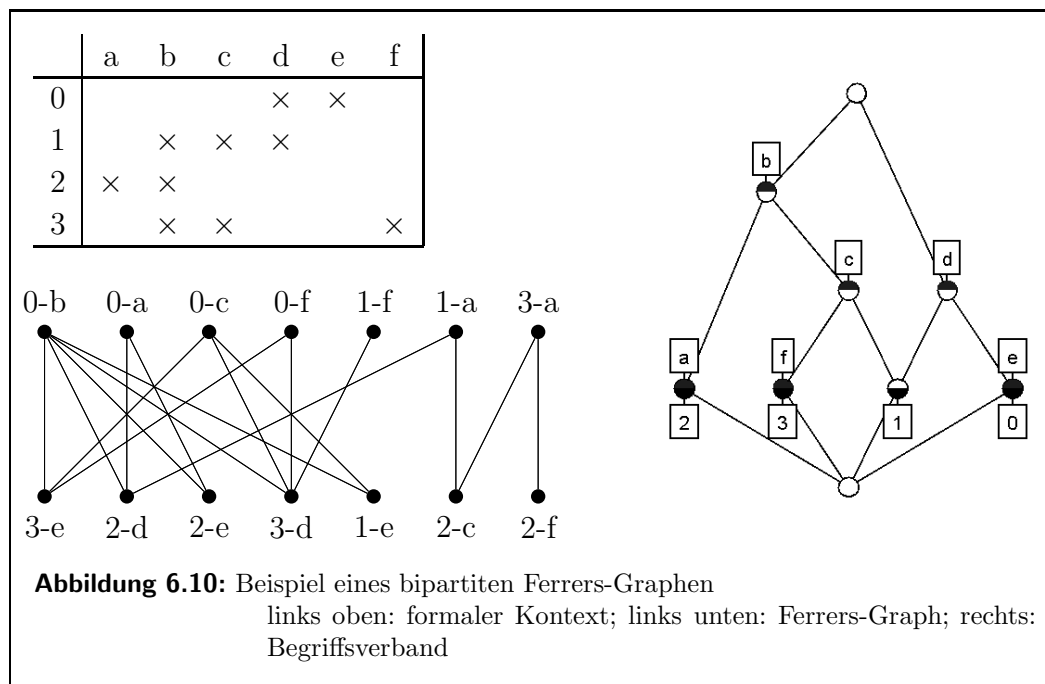 a b c d e f
0 × ×
1 × × ×
2 × ×
3 × × ×
0-b 0-a 0-c 0-f 1-f 1-a 3-a
3-e 2-d 2-e 3-d 1-e 2-c 2-f
b
c d
a f e
2 3 1 0
Abbildung 6.10: Beispiel eines bipartiten Ferrers-Graphen
links oben: formaler Kontext; links unten: Ferrers-Graph; rechts:
Begriffsverband